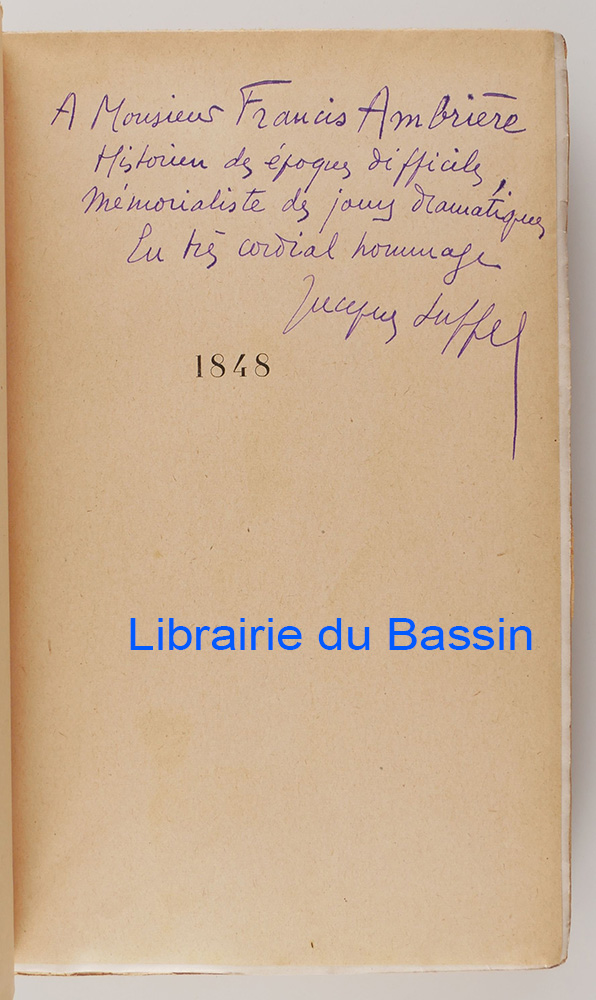 A Monsieur Francis Ambrière
Historien des époques difficiles,
Mémorialiste des jours dramatiques
En très cordial hommage
Jacques Suffel
1848
Librairie du Bassin